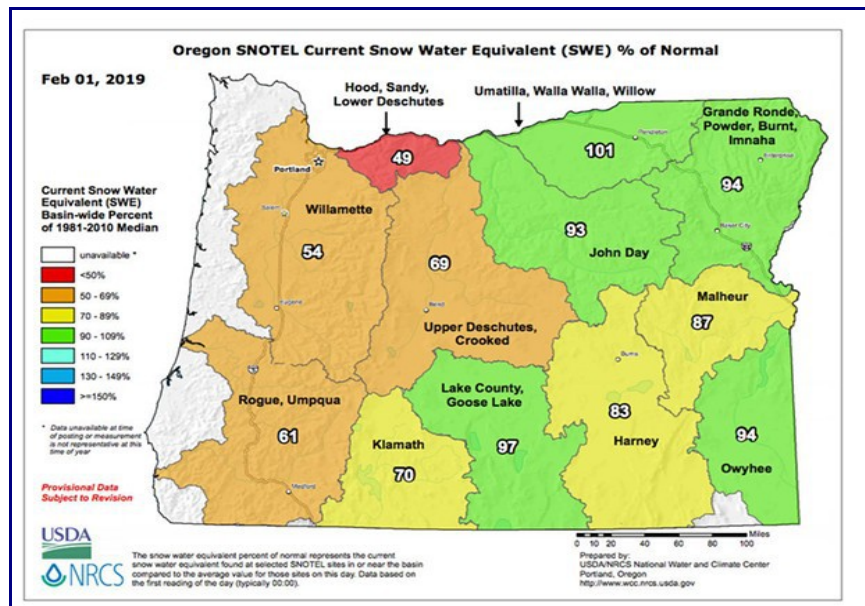 Oregon SNOTEL Current Snow Water Equivalent (SWE) % of Normal
Feb 01, 2019
Hood, Sandy,
Lower Deschutes
Umatilla, Walla Walla, Willow
Grande Ronde,
Powder, Burnt,
Imnaha
Pendleton
Enterprise
49
101
94
Portland
Current Snow Water
Equivalent (SWE)
Basin-wide Percent
of 1981-2010 Median
unavailable *
<50%
50 - 69%
70 - 89%
90 - 109%
110 - 129%
130 - 149%
>=150%
* Data unavailable at time
of posting or measurement
is not representative at this
time of year
Provisional Data
Subject to Revision
Salem
Willamette
54
Eugene
69
Bend
Upper Deschutes,
Crooked
93
John Day
Baker City
Malheur
87
Burns
Rogue, Umpqua
61
Medford
Klamath
70
Lake County,
Goose Lake
97
83
Harney
94
Owyhee
USDA
NRCS
The snow water equivalent percent of normal represents the current
snow water equivalent found at selected SNOTEL sites in or near the basin
compared to the average value for those sites on this day. Data based on
the first reading of the day (typically 00:00).
Miles
0 10 20 40 60 80 100
Prepared by:
USDA/NRCS National Water and Climate Center
Portland, Oregon
http://www.wcc.nrcs.usda.gov